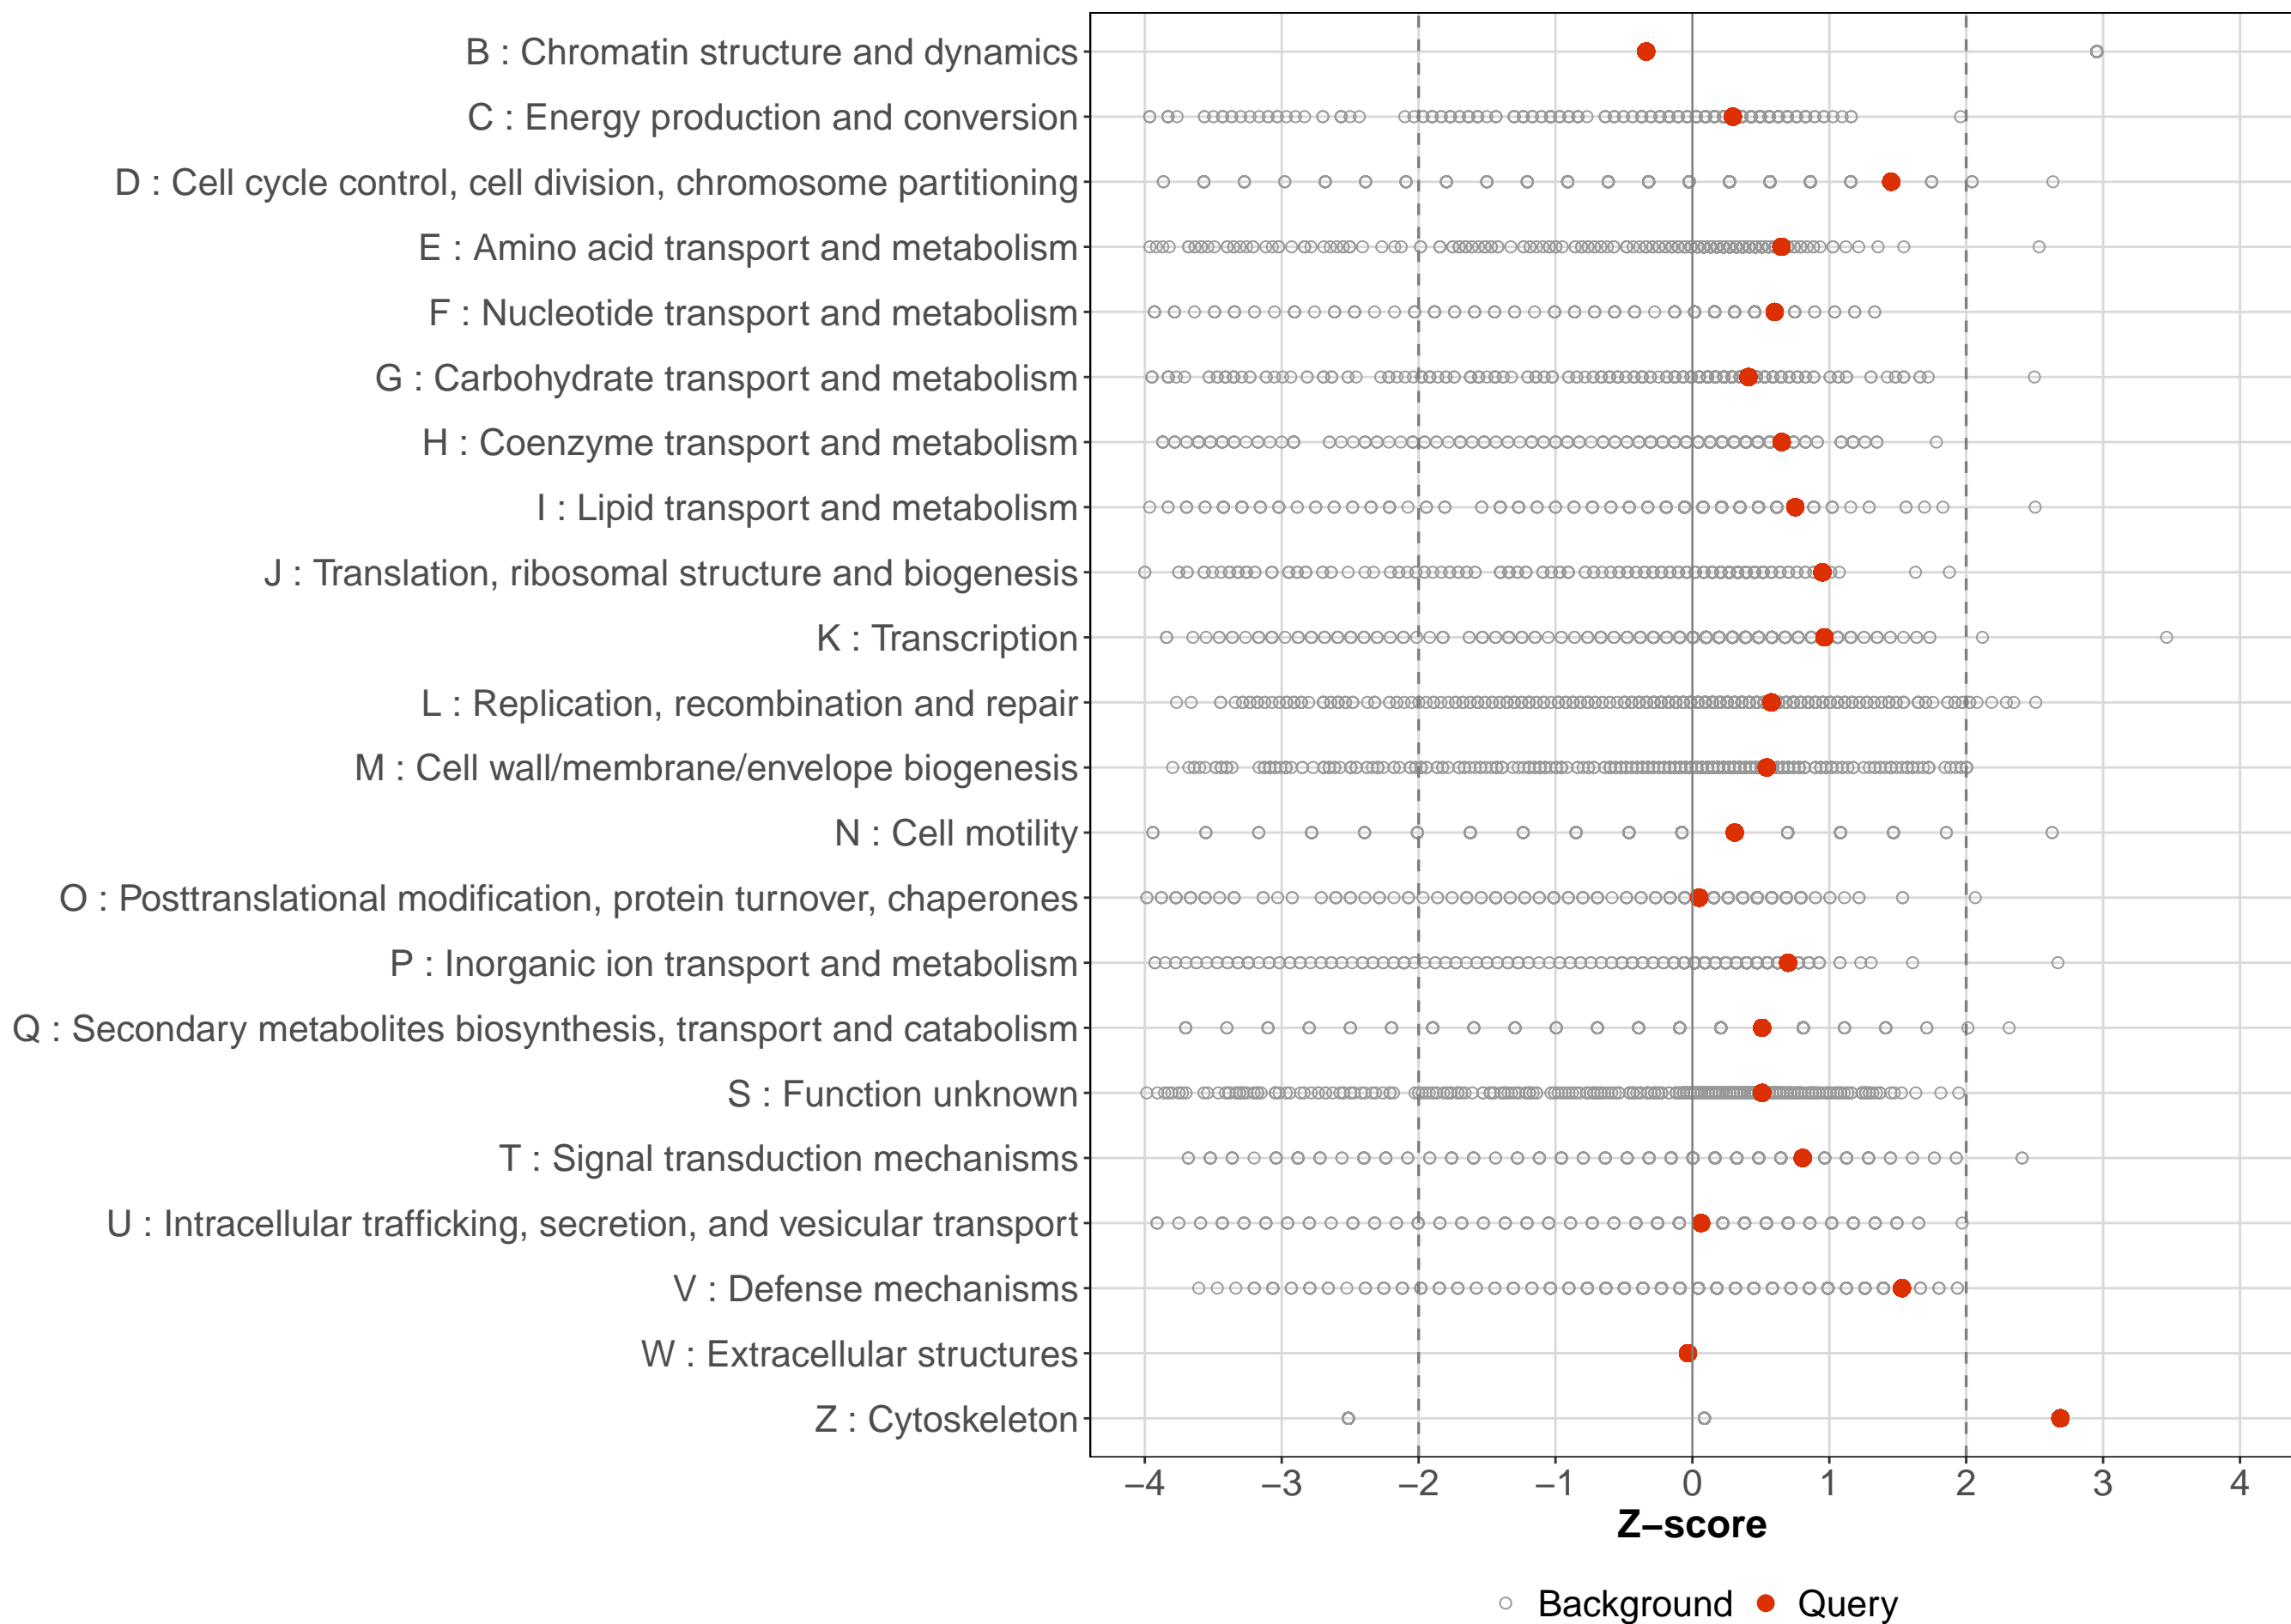 B : Chromatin structure and dynamics
C : Energy production and conversion
D : Cell cycle control, cell division, chromosome partitioning
E : Amino acid transport and metabolism
F : Nucleotide transport and metabolism
G : Carbohydrate transport and metabolism
H : Coenzyme transport and metabolism
I : Lipid transport and metabolism
J : Translation, ribosomal structure and biogenesis
K : Transcription
L : Replication, recombination and repair
M : Cell wall/membrane/envelope biogenesis
N : Cell motility
O : Posttranslational modification, protein turnover, chaperones
P : Inorganic ion transport and metabolism
Q : Secondary metabolites biosynthesis, transport and catabolism
S : Function unknown
T : Signal transduction mechanisms
U : Intracellular trafficking, secretion, and vesicular transport
V : Defense mechanisms
W : Extracellular structures
Z : Cytoskeleton
−4 −3 −2 −1 0 1 2 3 4
Z−score
Background Query